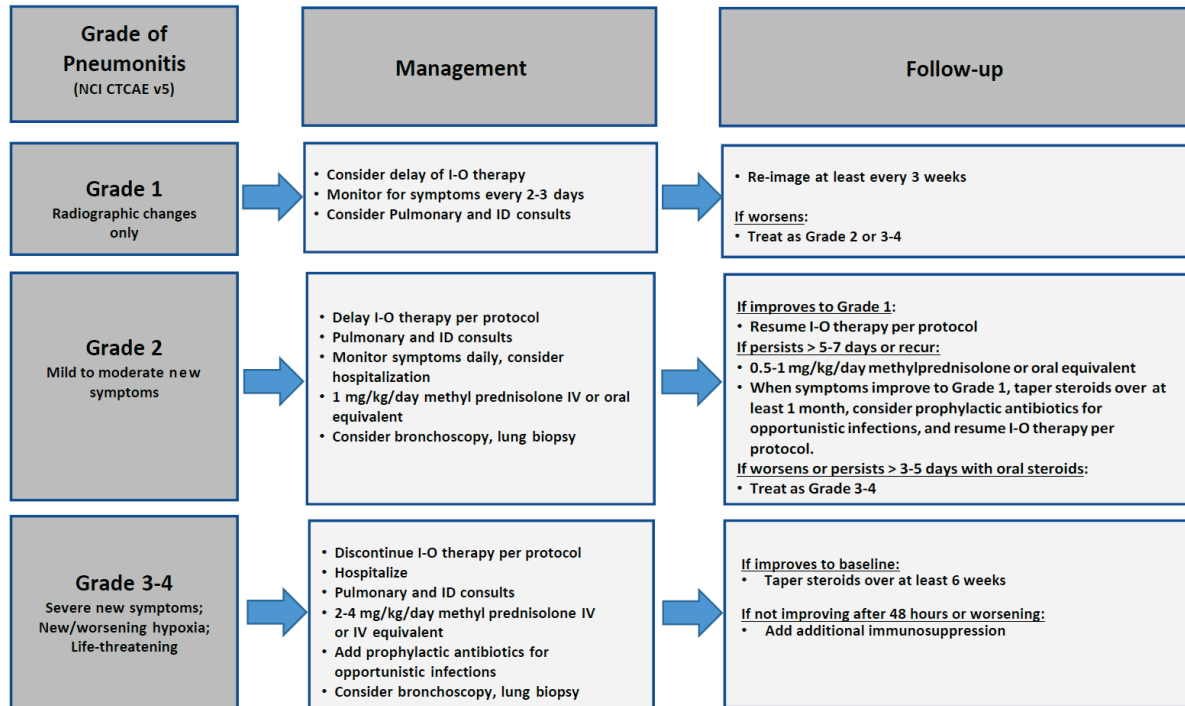 Grade of
Pneumonitis
(NCI CTCAE v5)
Management
Follow-up
Grade 1
Radiographic changes
only
• Consider delay of I-O therapy
• Monitor for symptoms every 2-3 days
• Consider Pulmonary and ID consults
• Re-image at least every 3 weeks
If worsens:
• Treat as Grade 2 or 3-4
Grade 2
Mild to moderate new
symptoms
• Delay I-O therapy per protocol
• Pulmonary and ID consults
• Monitor symptoms daily, consider
hospitalization
• 1 mg/kg/day methyl prednisolone IV or oral
equivalent
• Consider bronchoscopy, lung biopsy
If improves to Grade 1:
• Resume I-O therapy per protocol
If persists > 5-7 days or recur:
• 0.5-1 mg/kg/day methylprednisolone or oral equivalent
• When symptoms improve to Grade 1, taper steroids over at
least 1 month, consider prophylactic antibiotics for
opportunistic infections, and resume I-O therapy per
protocol.
If worsens or persists > 3-5 days with oral steroids:
• Treat as Grade 3-4
Grade 3-4
Severe new symptoms;
New/worsening hypoxia;
Life-threatening
• Discontinue I-O therapy per protocol
• Hospitalize
• Pulmonary and ID consults
• 2-4 mg/kg/day methyl prednisolone IV
or IV equivalent
• Add prophylactic antibiotics for
opportunistic infections
• Consider bronchoscopy, lung biopsy
If improves to baseline:
• Taper steroids over at least 6 weeks
If not improving after 48 hours or worsening:
• Add additional immunosuppression